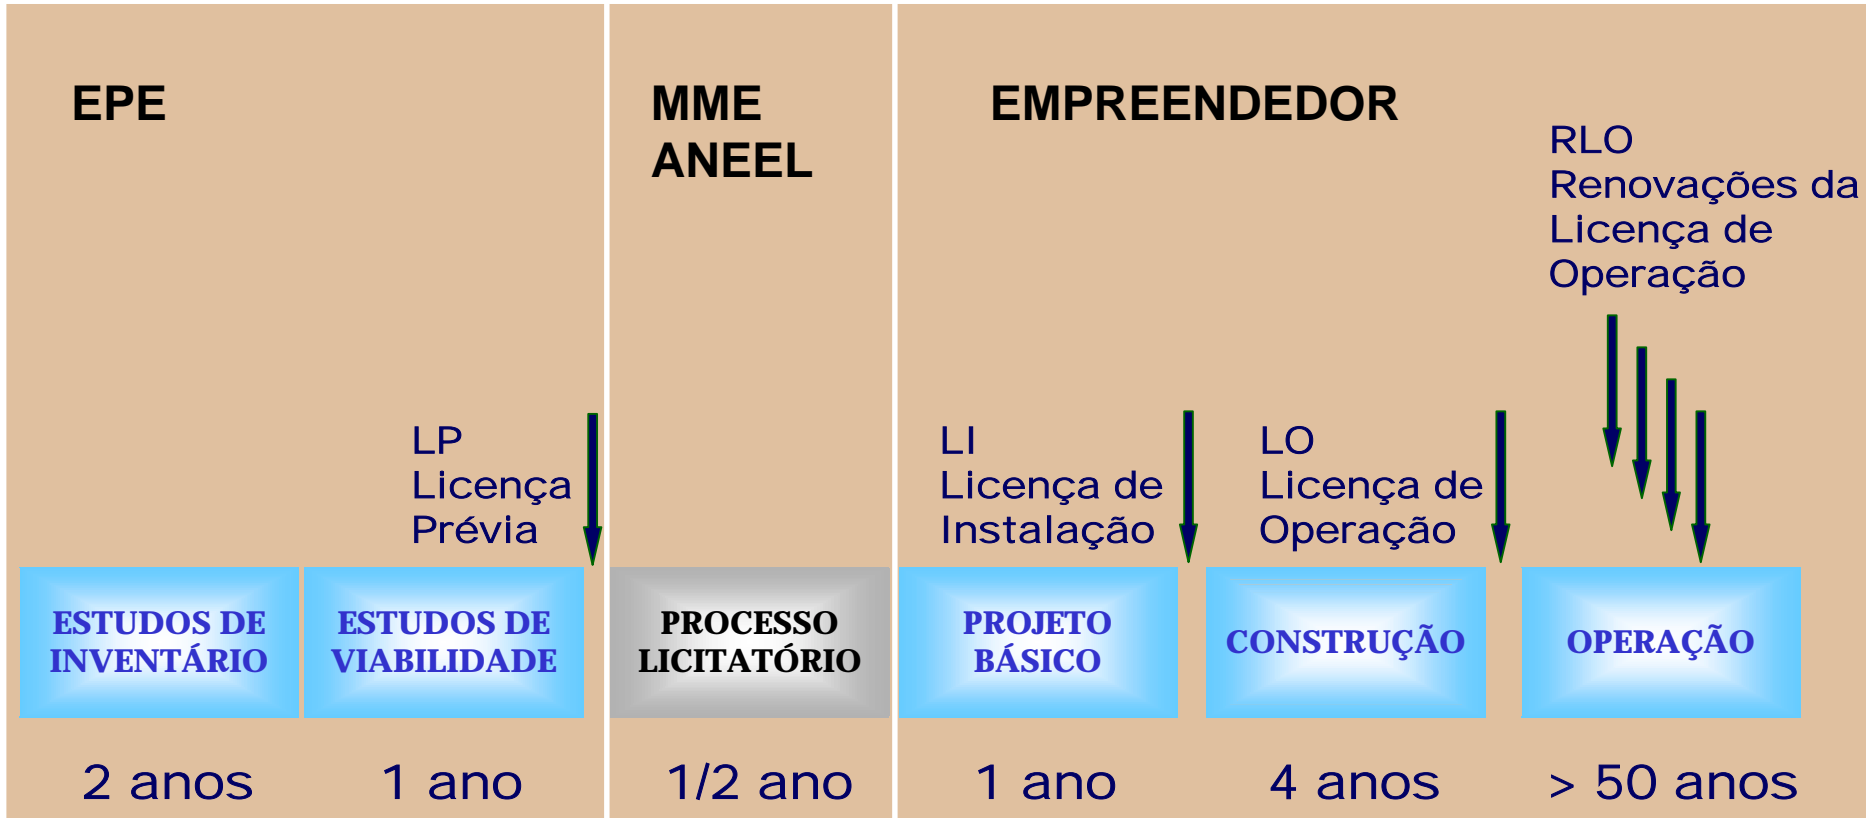 EPE
MME
ANEEL
EMPREENDEDOR
RLO
Renovações da
Licença de
Operação
LP
Licença
Prévia
LI
Licença de
Instalação
LO
Licença de
Operação
ESTUDOS DE
INVENTÁRIO
ESTUDOS DE
VIABILIDADE
PROCESSO
LICITATÓRIO
PROJETO
BÁSICO
CONSTRUÇÃO
OPERAÇÃO
2 anos
1 ano
1/2 ano
1 ano
4 anos
> 50 anos